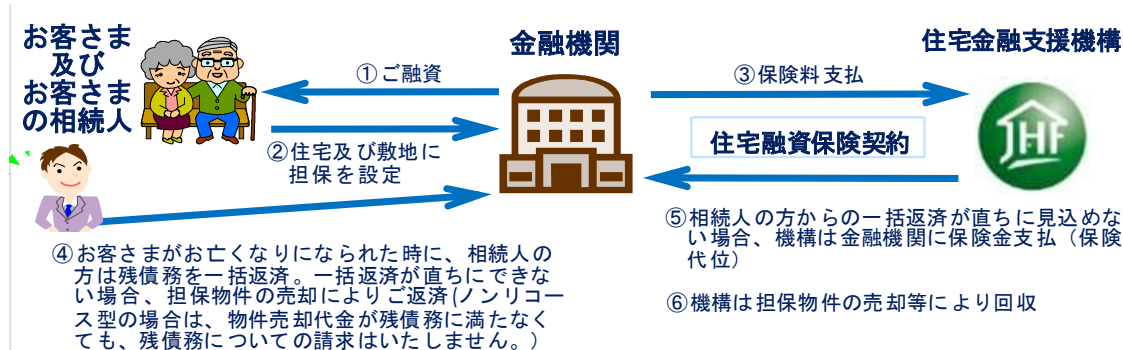 お客さま
及び
お客さま
の相続人
①ご融資
②住宅及び敷地に
担保を設定
金融機関
③保険料支払
住宅融資保険契約
住宅金融支援機構
JHF
④お客さまがお亡くなりになられた時に、相続人の
方は残債務を一括返済。一括返済が直ちにできな
い場合、担保物件の売却によりご返済(ノンリコー
ス型の場合は、物件売却代金が残債務に満たなく
ても、残債務についての請求はいたしません。)
⑤相続人の方からの一括返済が直ちに見込めな
い場合、機構は金融機関に保険金支払（保険
代位）
⑥機構は担保物件の売却等により回収